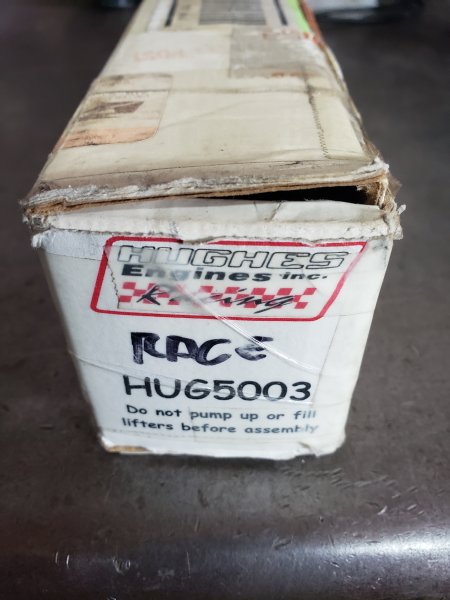 HUGHES
Engines inc.
Racing
RACE
HUG5003
Do not pump up or fill
lifters before assembly